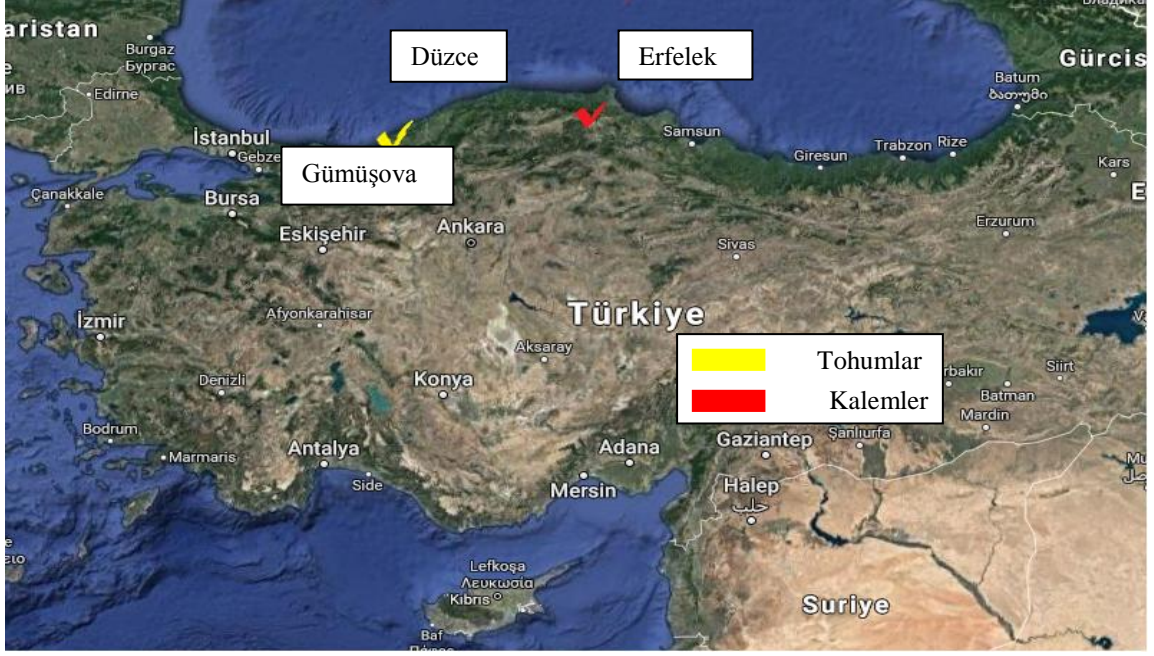 aristan
Burgaz
Бургас
Edirne
Düzce
Erfelek
Gürcis
Batum
ბათუმი
İstanbul
Gebze
Samsun
Giresun
Trabzon
Rize
Kars
Gümüşova
Çanakkale
Bursa
Eskişehir
Ankara
Sivas
Erzurum
Türkiye
İzmir
Afyonkarahisar
Aksaray
Tohumlar
Kalemler
Denizli
Konya
rbakır
Siirt
Batman
Mardin
Bodrum
Marmaris
Antalya
Side
Adana
Mersin
Gaziantep
Şanlıurfa
Halep
حلب
Lefkoşa
Λευκωσία
Kıbrıs
Suriye
Baf